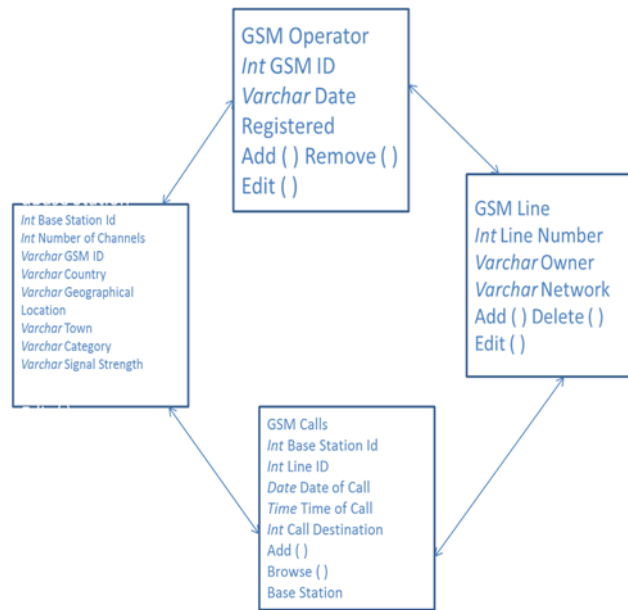 GSM Operator
Int GSM ID
Varchar Date
Registered
Add ( ) Remove ( )
Edit ( )
Int Base Station Id
Int Number of Channels
Varchar GSM ID
Varchar Country
Varchar Geographical
Location
Varchar Town
Varchar Category
Varchar Signal Strength
GSM Line
Int Line Number
Varchar Owner
Varchar Network
Add ( ) Delete ( )
Edit ( )
GSM Calls
Int Base Station Id
Int Line ID
Date Date of Call
Time Time of Call
Int Call Destination
Add ( )
Browse ( )
Base Station